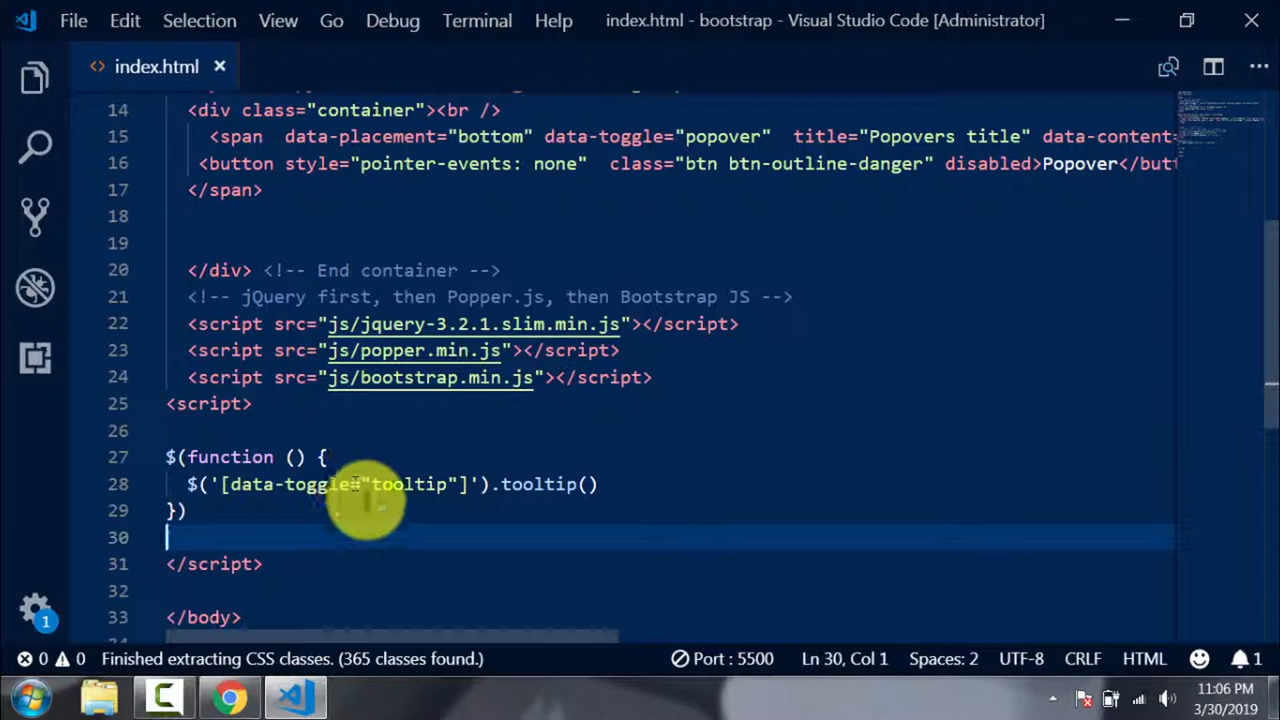 File Edit Selection View Go Debug Terminal Help index.html - bootstrap - Visual Studio Code [Administrator]
<> index.html ×
14 <div class="container"><br />
15 <span data-placement="bottom" data-toggle="popover" title="Popovers title" data-content=
16 <button style="pointer-events: none" class="btn btn-outline-danger" disabled>Popover</butt
17 </span>
18
19
20 </div> <!-- End container -->
21 <!-- jQuery first, then Popper.js, then Bootstrap JS -->
22 <script src="js/jquery-3.2.1.slim.min.js"></script>
23 <script src="js/popper.min.js"></script>
24 <script src="js/bootstrap.min.js"></script>
25 <script>
26
27 $(function () {
28 $('[data-toggle="tooltip"]').tooltip()
29 })
30
31 </script>
32
33 </body>
1
0 0 Finished extracting CSS classes. (365 classes found.) Port : 5500 Ln 30, Col 1 Spaces: 2 UTF-8 CRLF HTML 1
11:06 PM
3/30/2019